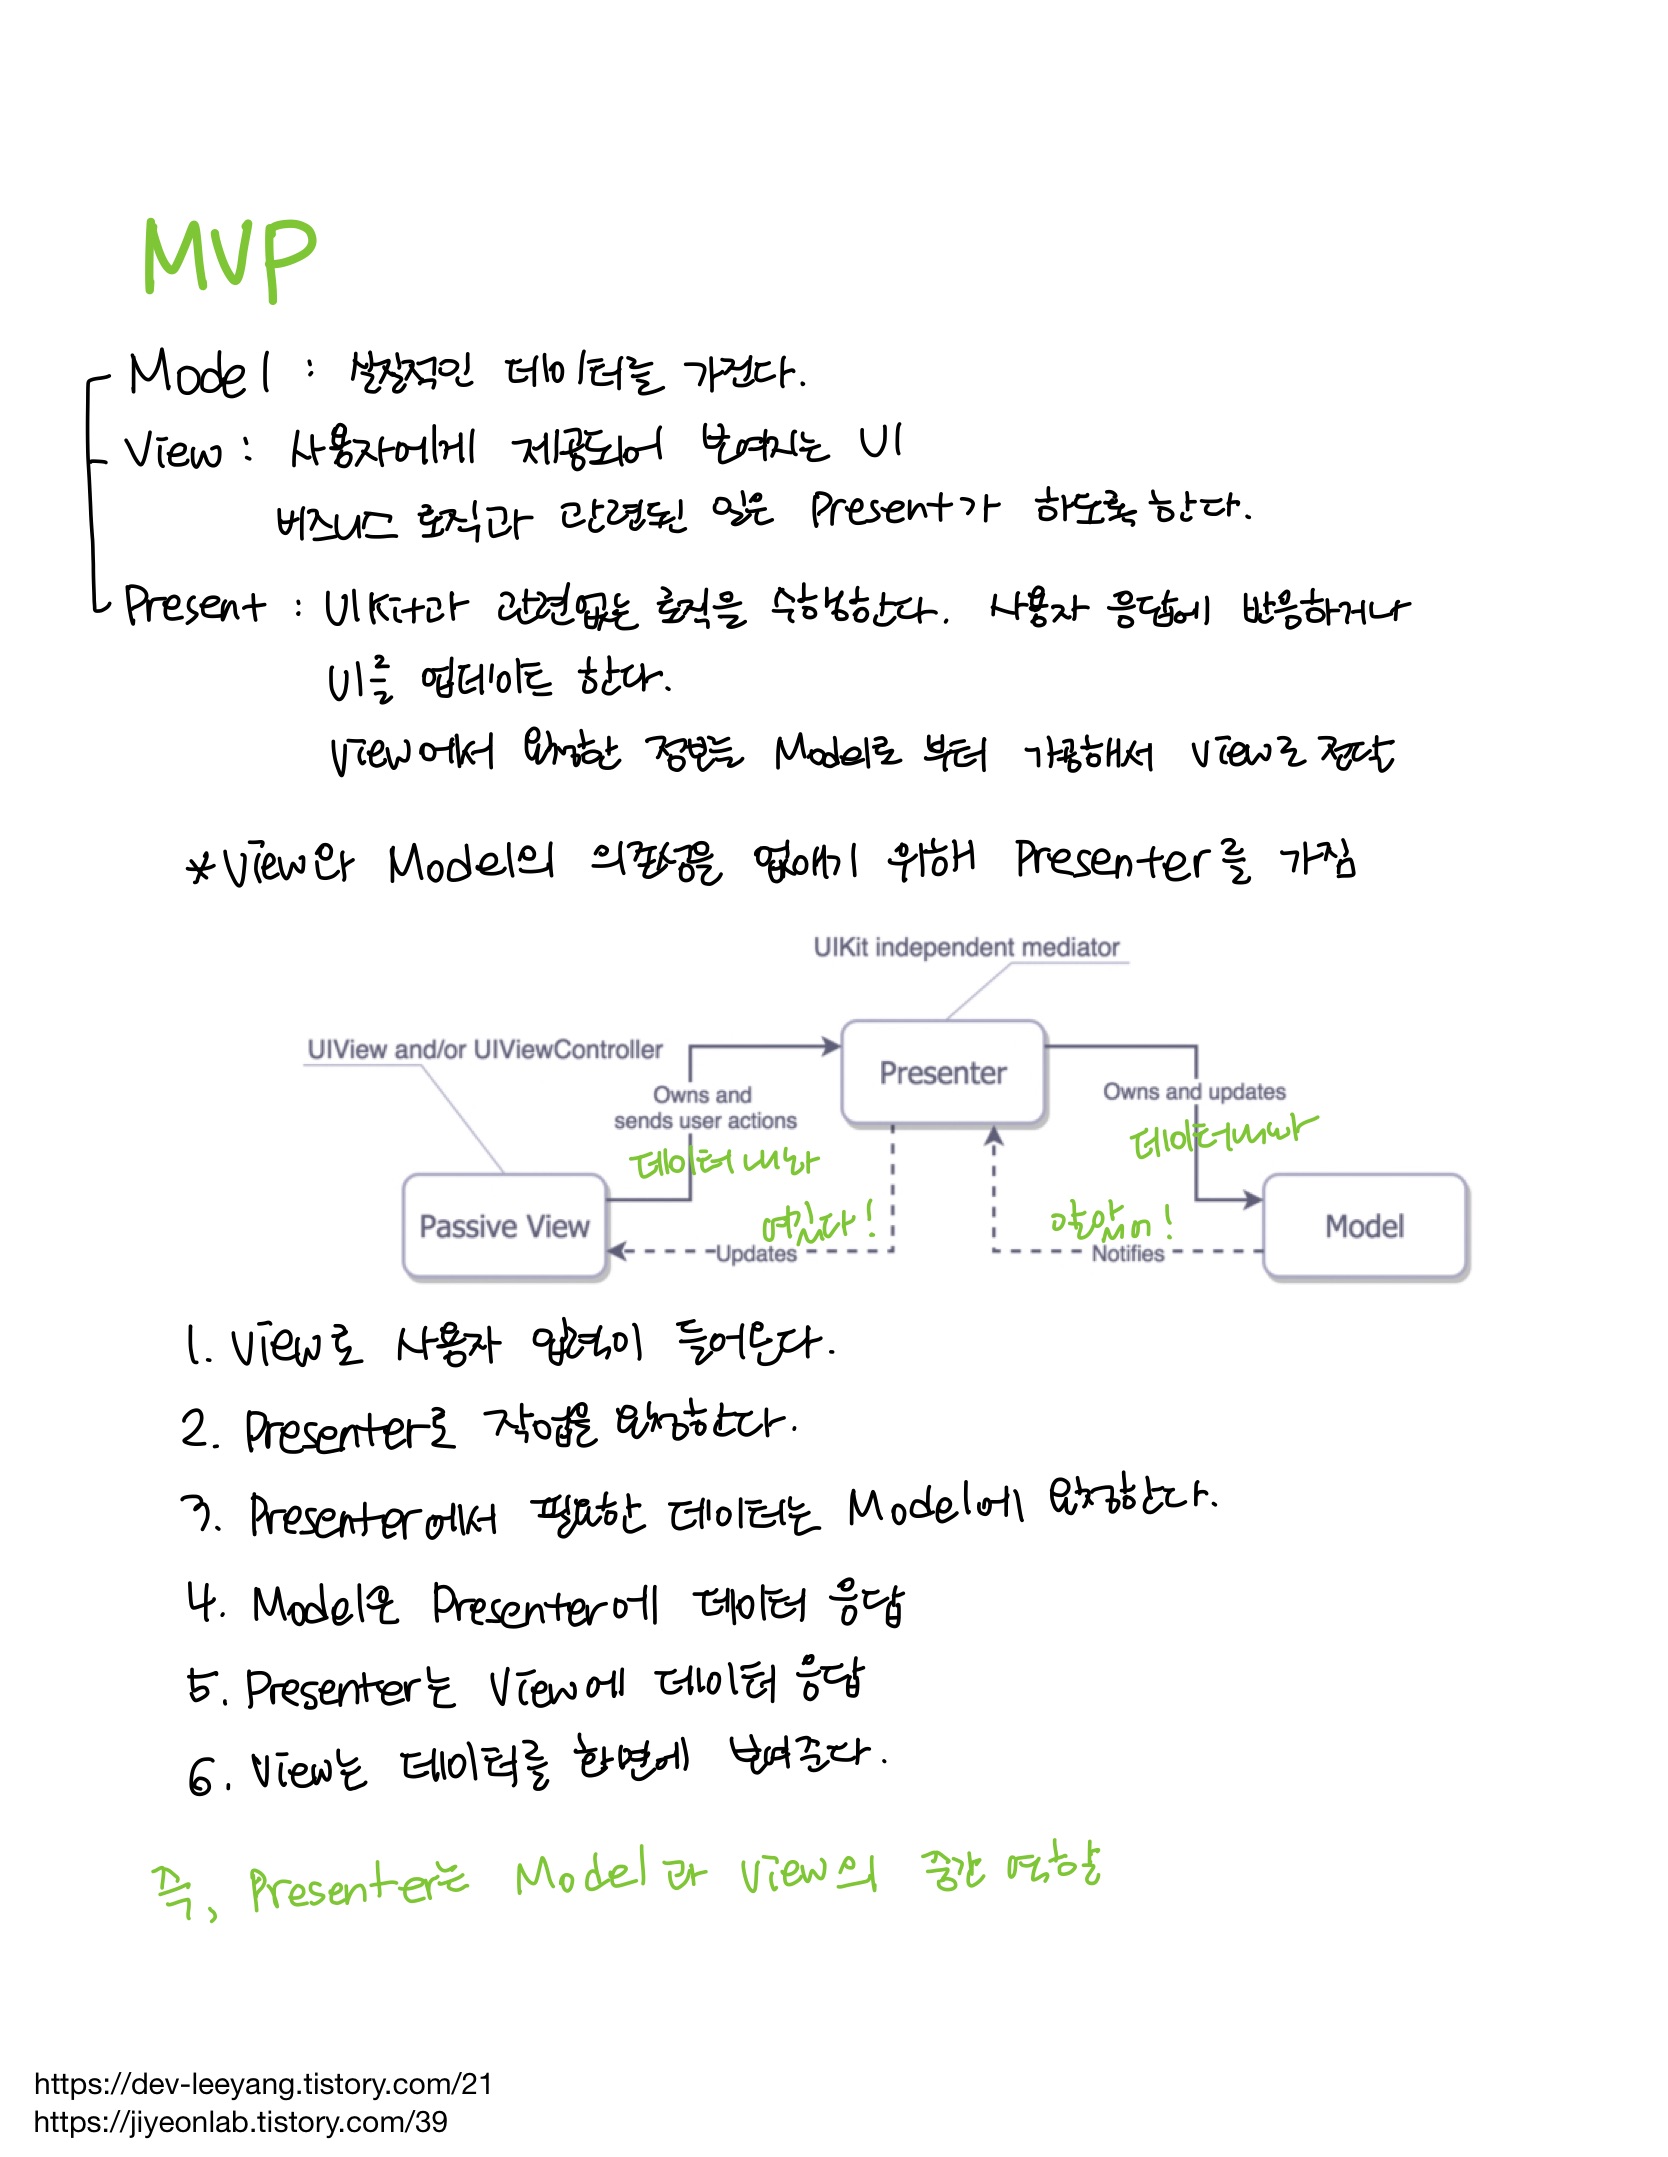 MVP
Model : 실질적인 데이터를 가진다.
View : 사용자에게 제공되어 보여지는 UI
버즈니스 로직과 관련된 일은 Present가 하도록 한다.
Present : UIKit과 관련없는 로직을 수행한다. 사용자 응답에 반응하거나
UI를 업데이트 한다.
View에서 요청한 정보를 Model로 부터 가공해서 View로 전달
*View와 Model의 의존성을 없애기 위해 Presenter를 가짐
UIKit independent mediator
UIView and/or UIViewController
Presenter
Owns and
sends user actions
Owns and updates
데이터 내놔
데이터내놔
Passive View
여깄다!
Updates
알았어!
Notifies
Model
1. View로 사용자 입력이 들어온다.
2. Presenter로 작업을 요청한다.
3. Presenter에서 필요한 데이터는 Model에 요청한다.
4. Model은 Presenter에 데이터 응답
5. Presenter는 View에 데이터 응답
6. View는 데이터를 화면에 보여준다.
즉, Presenter는 Model과 View의 중간 역할
https://dev-leeyang.tistory.com/21
https://jiyeonlab.tistory.com/39